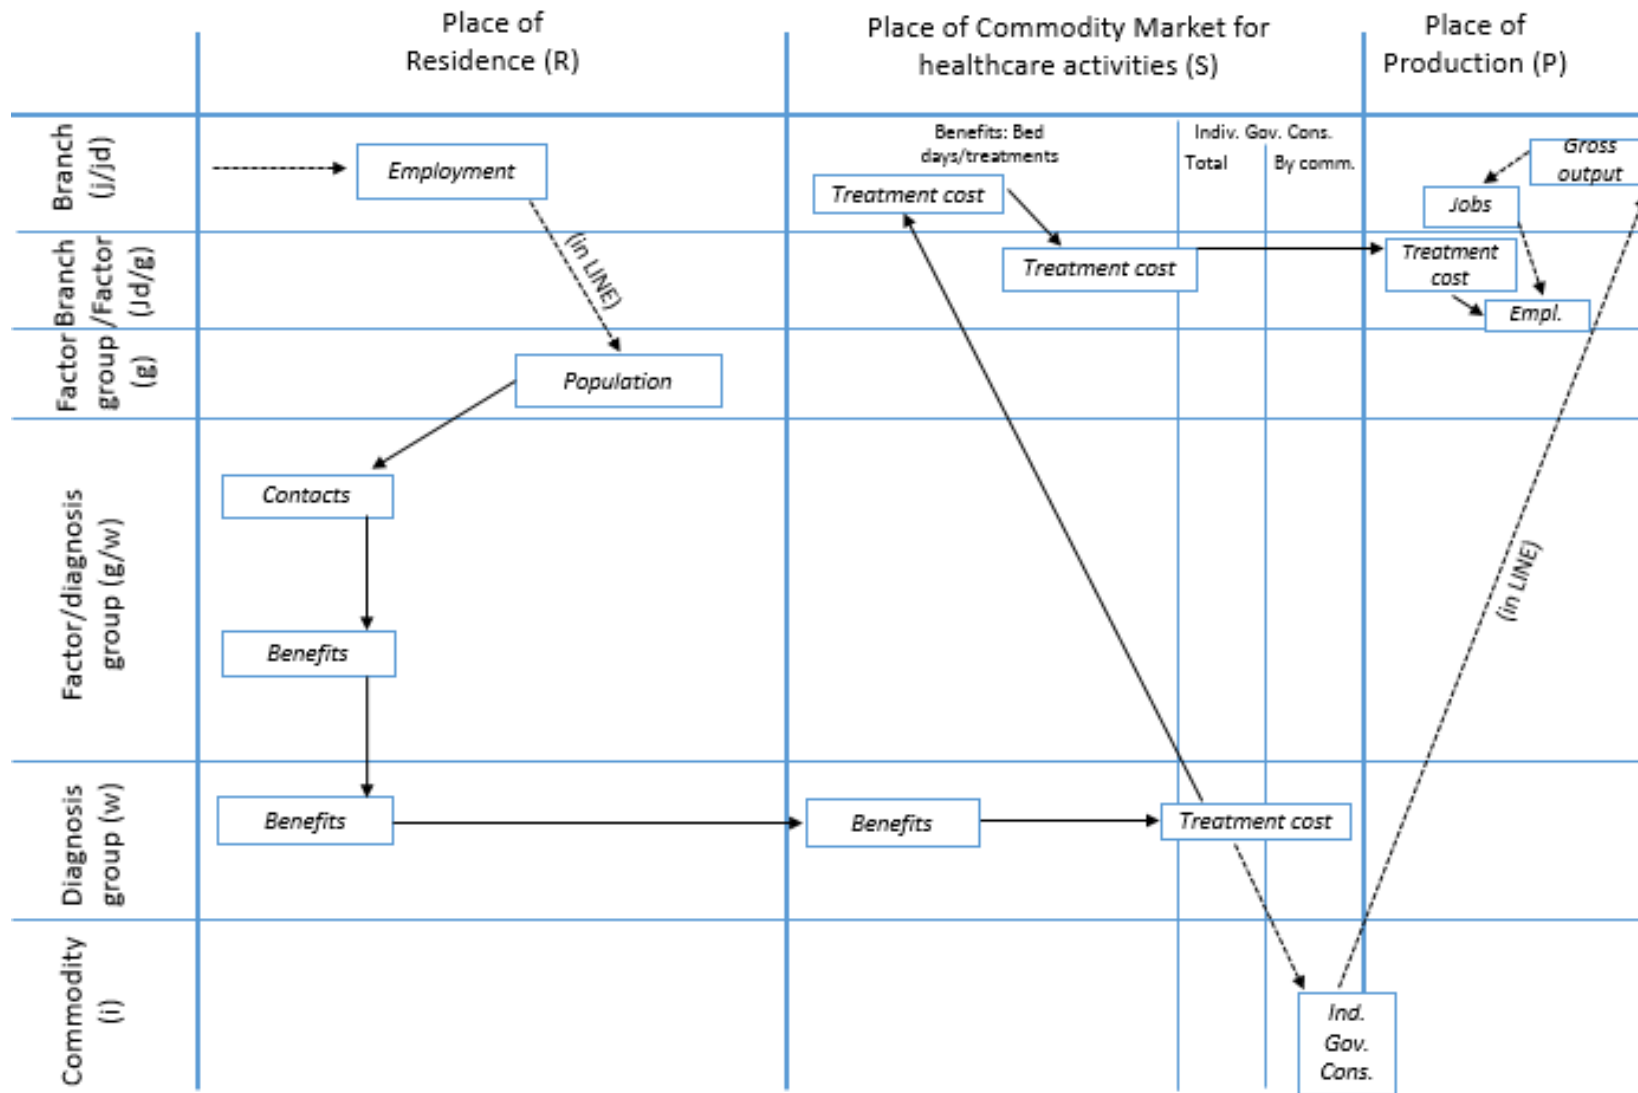 Place of
Residence (R)
Place of Commodity Market for
healthcare activities (S)
Place of
Production (P)
Branch
(j/jd)
Employment
Benefits: Bed
days/treatments
Indiv. Gov. Cons.
Total
By comm.
Treatment cost
Gross
output
Jobs
(in LINE)
Branch
/Factor
(Jd/g)
Treatment cost
Treatment
cost
Empl.
Factor
group
(g)
Population
Factor/diagnosis
group (g/w)
Contacts
Benefits
(in LINE)
Diagnosis
group (w)
Benefits
Benefits
Treatment cost
Commodity
(i)
Ind.
Gov.
Cons.